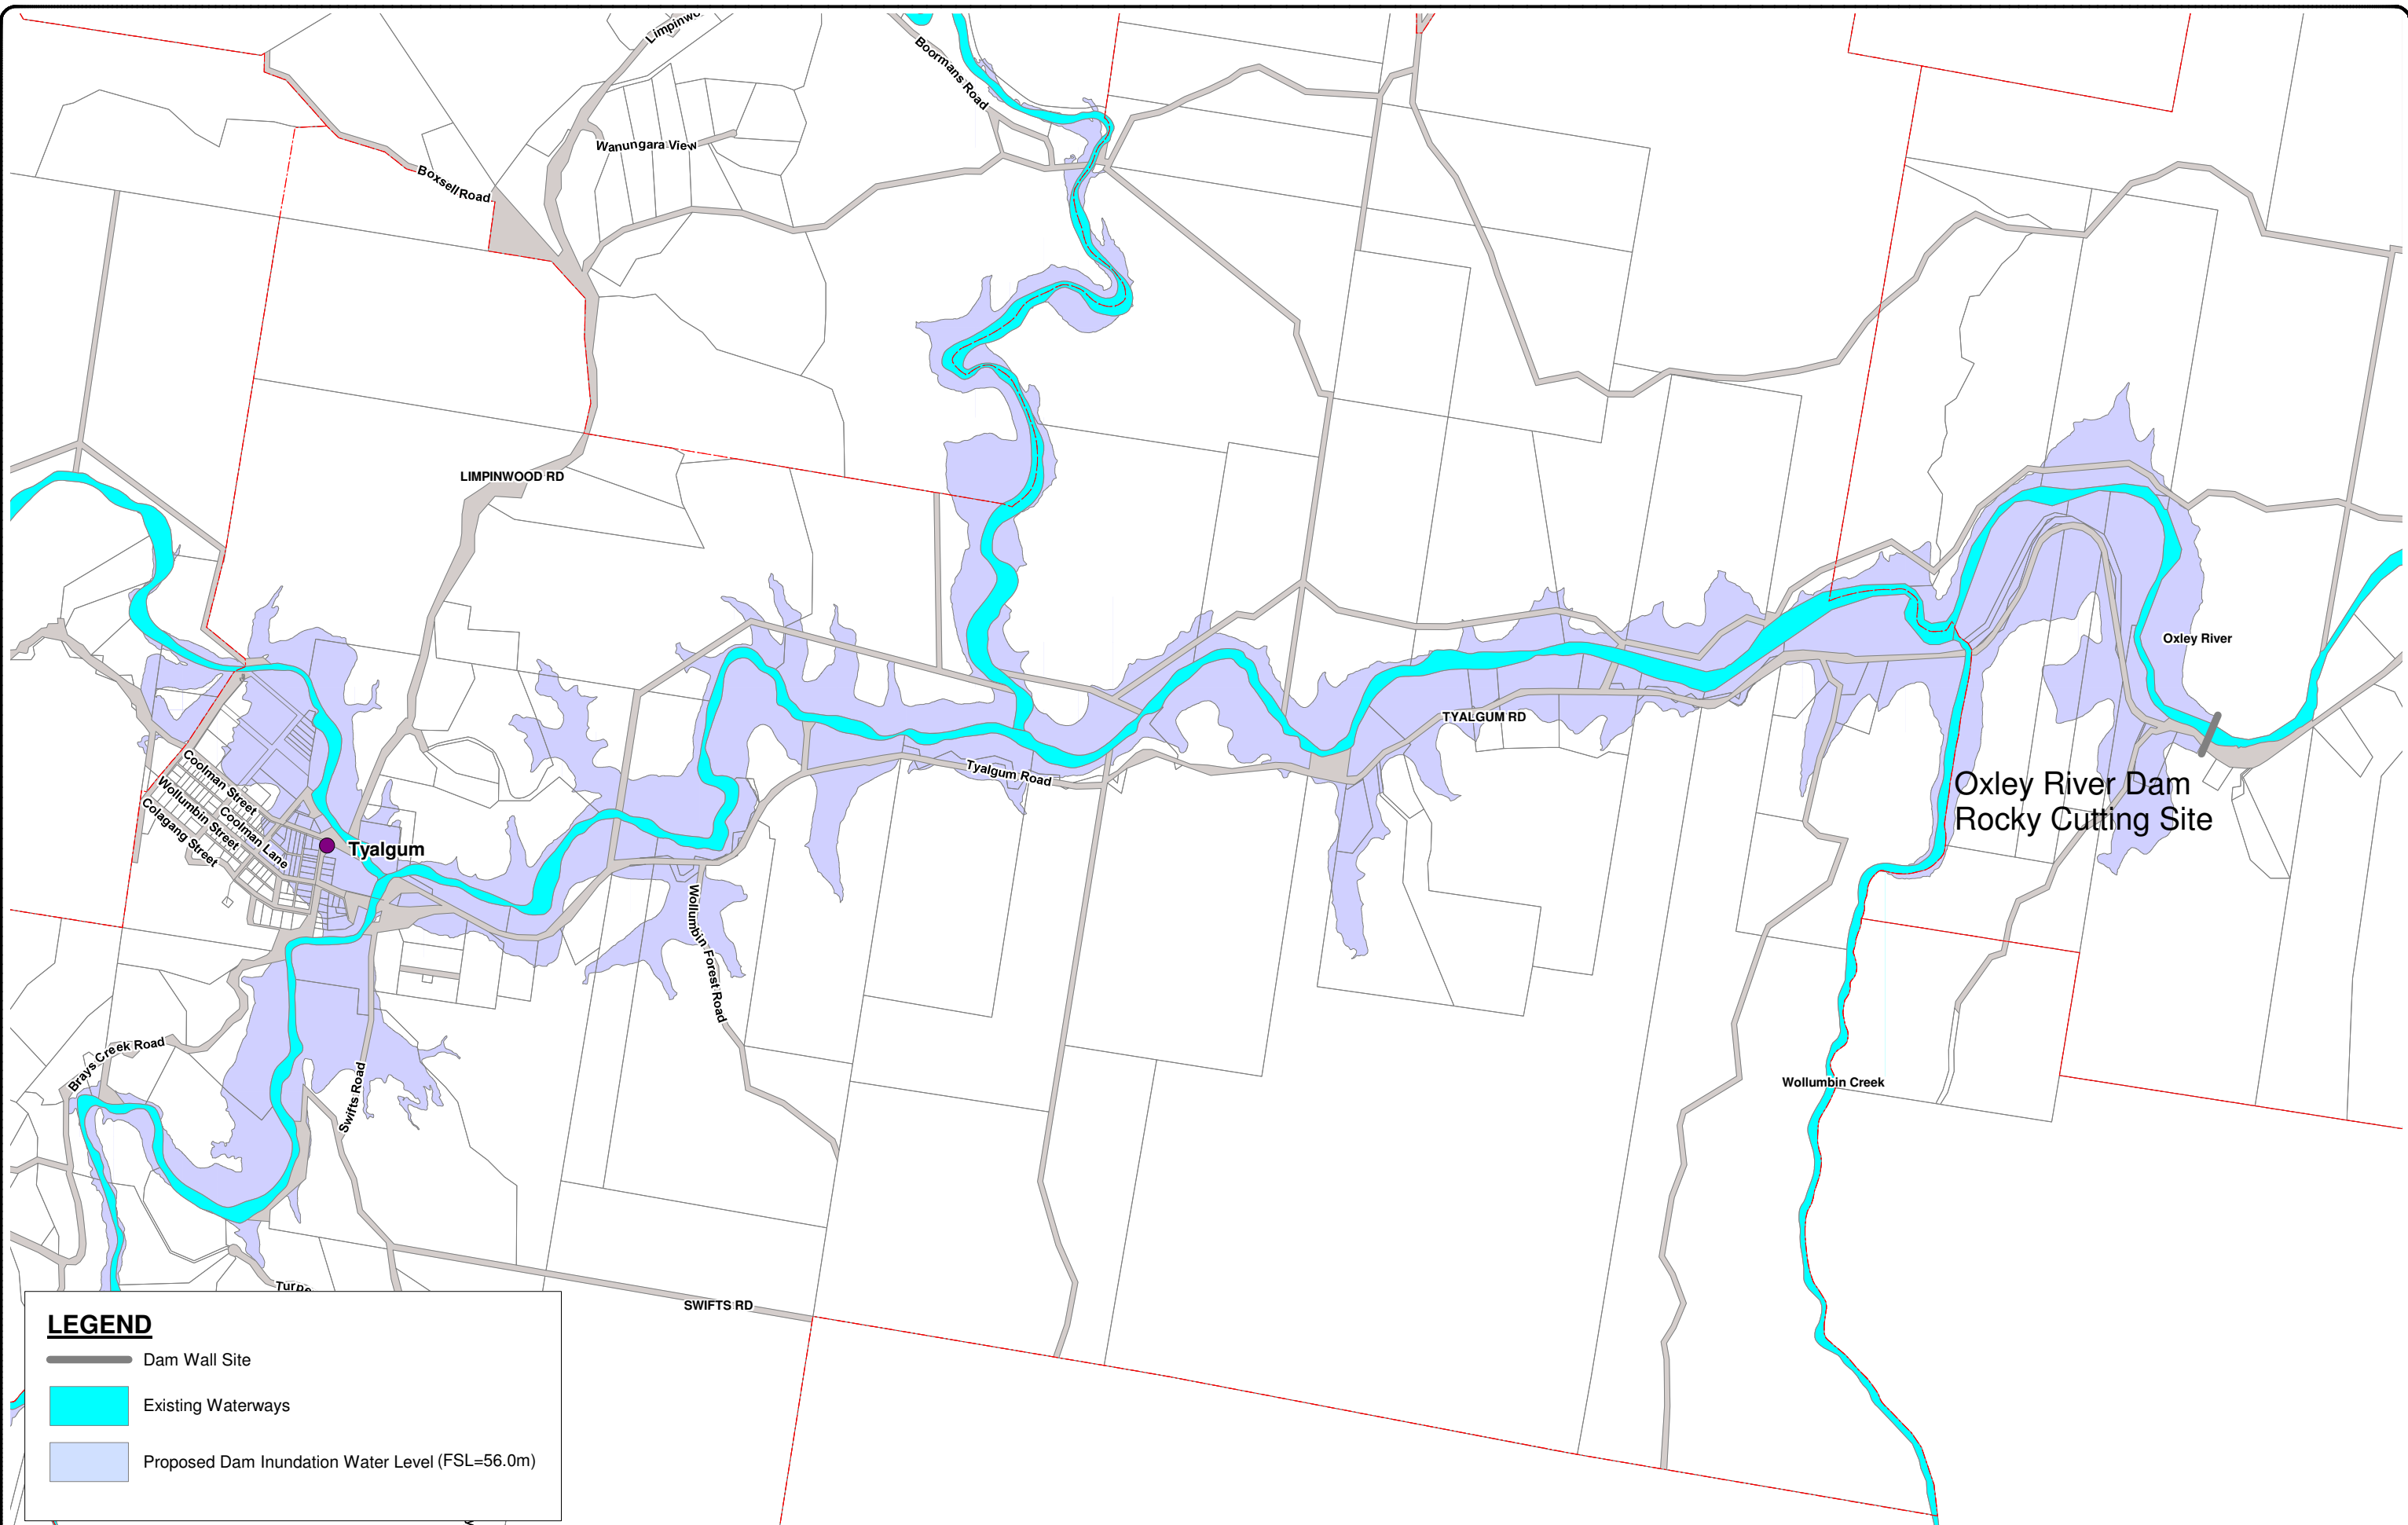 Limpinwo
Boormans Road
Wanungara View
Boxsell Road
LIMPINWOOD RD
Oxley River
TYALGUM RD
Tyalgum Road
Coolman Street
Wollumbin Street
Coolman Lane
Colagang Street
Tyalgum
Oxley River Dam
Rocky Cutting Site
Wollumbin Forest Road
Brays Creek Road
Swifts Road
Wollumbin Creek
Turpe
SWIFTS RD
LEGEND
Dam Wall Site
Existing Waterways
Proposed Dam Inundation Water Level (FSL=56.0m)